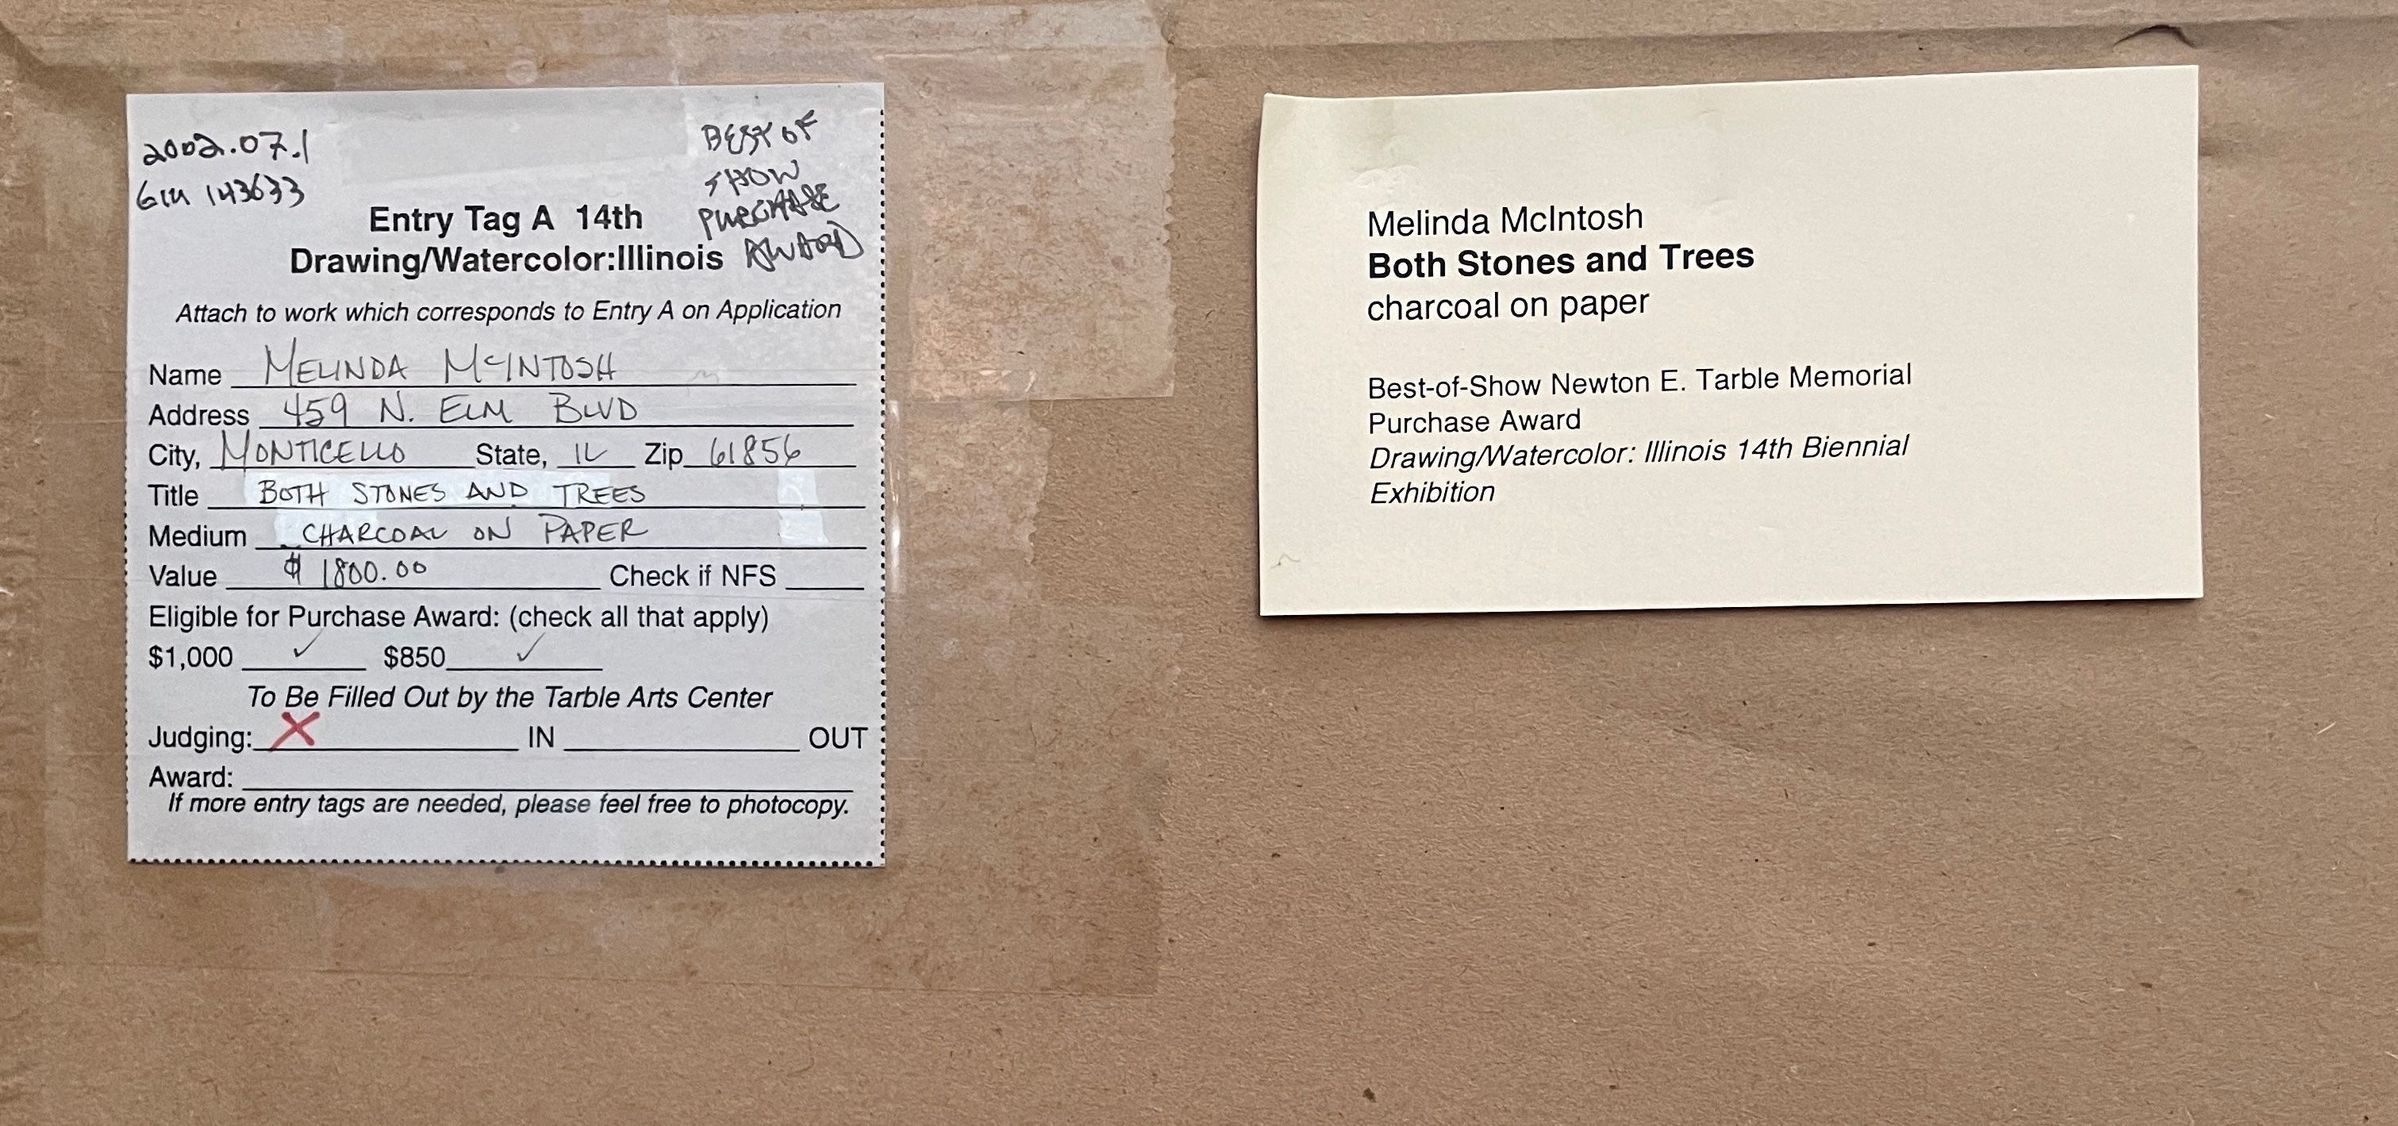 2002.07.1
EIU 143633
BEST OF
SHOW
PURCHASE
AWARD
Entry Tag A 14th
Drawing/Watercolor:Illinois
Attach to work which corresponds to Entry A on Application
Name MELINDA McINTOSH
Address 459 N. ELM BLVD
City, MONTICELLO State, IL Zip 61856
Title BOTH STONES AND TREES
Medium CHARCOAL ON PAPER
Value $ 1800.00 Check if NFS
Eligible for Purchase Award: (check all that apply)
$1,000 ✓ $850 ✓
To Be Filled Out by the Tarble Arts Center
Judging: X IN OUT
Award:
If more entry tags are needed, please feel free to photocopy.
Melinda McIntosh
Both Stones and Trees
charcoal on paper
Best-of-Show Newton E. Tarble Memorial
Purchase Award
Drawing/Watercolor: Illinois 14th Biennial
Exhibition